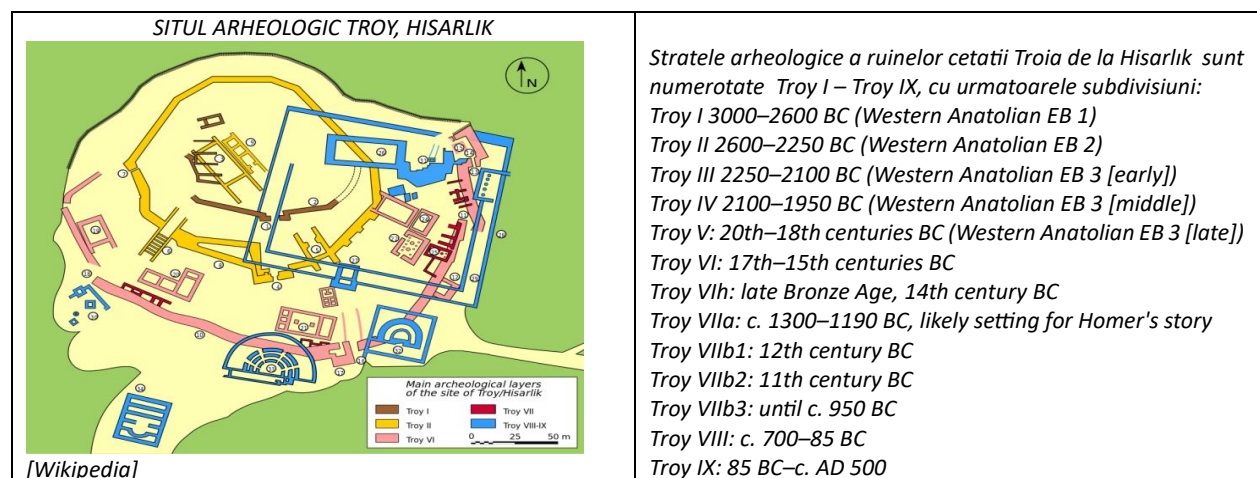 SITUL ARHEOLOGIC TROY, HISARLIK
N
Main archeological layers
of the site of Troy/Hisarlik
Troy I
Troy II
Troy VI
Troy VII
Troy VIII-IX
0 25 50 m
[Wikipedia]
Stratele arheologice a ruinelor cetatii Troia de la Hisarlık sunt
numerotate Troy I – Troy IX, cu urmatoarele subdivisiuni:
Troy I 3000–2600 BC (Western Anatolian EB 1)
Troy II 2600–2250 BC (Western Anatolian EB 2)
Troy III 2250–2100 BC (Western Anatolian EB 3 [early])
Troy IV 2100–1950 BC (Western Anatolian EB 3 [middle])
Troy V: 20th–18th centuries BC (Western Anatolian EB 3 [late])
Troy VI: 17th–15th centuries BC
Troy VIh: late Bronze Age, 14th century BC
Troy VIIa: c. 1300–1190 BC, likely setting for Homer's story
Troy VIIb1: 12th century BC
Troy VIIb2: 11th century BC
Troy VIIb3: until c. 950 BC
Troy VIII: c. 700–85 BC
Troy IX: 85 BC–c. AD 500